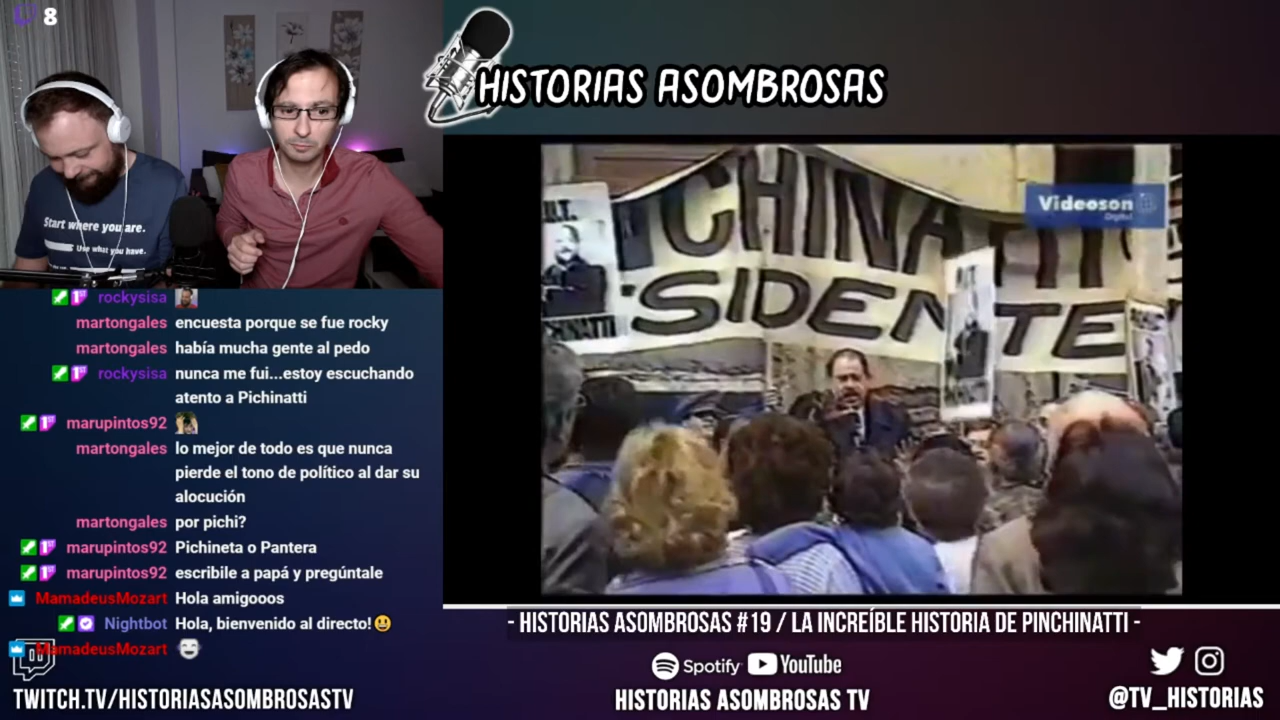 8
HISTORIAS ASOMBROSAS
Start where you are.
Use what you have.
Videoson
Digital
CHINATTI
SIDENTE
rockysisa
martongales encuesta porque se fue rocky
martongales había mucha gente al pedo
rockysisa nunca me fui...estoy escuchando
atento a Pichinatti
marupintos92
martongales lo mejor de todo es que nunca
pierde el tono de político al dar su
alocución
martongales por pichi?
marupintos92 Pichineta o Pantera
marupintos92 escribile a papá y pregúntale
MamadeusMozart Hola amigooos
Nightbot Hola, bienvenido al directo!
MamadeusMozart
TWITCH.TV/HISTORIASASOMBROSASTV
- HISTORIAS ASOMBROSAS #19 / LA INCREÍBLE HISTORIA DE PINCHINATTI -
Spotify YouTube
HISTORIAS ASOMBROSAS TV
@TV_HISTORIAS